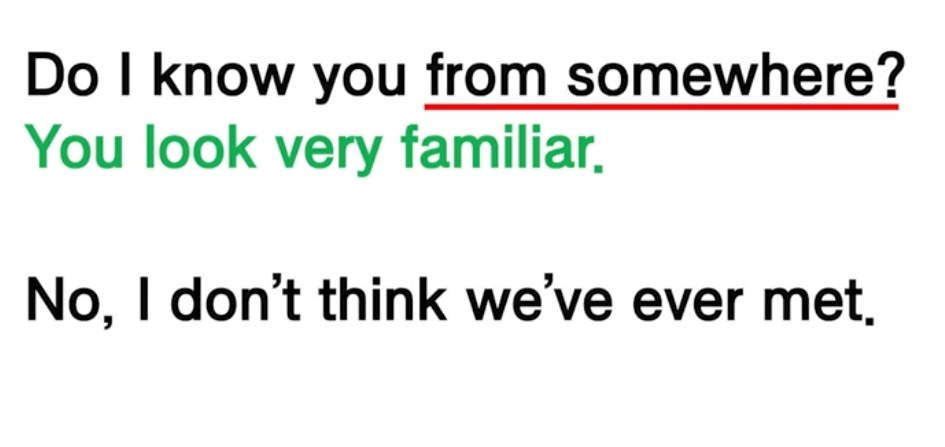 Do I know you from somewhere?
You look very familiar.
No, I don’t think we’ve ever met.